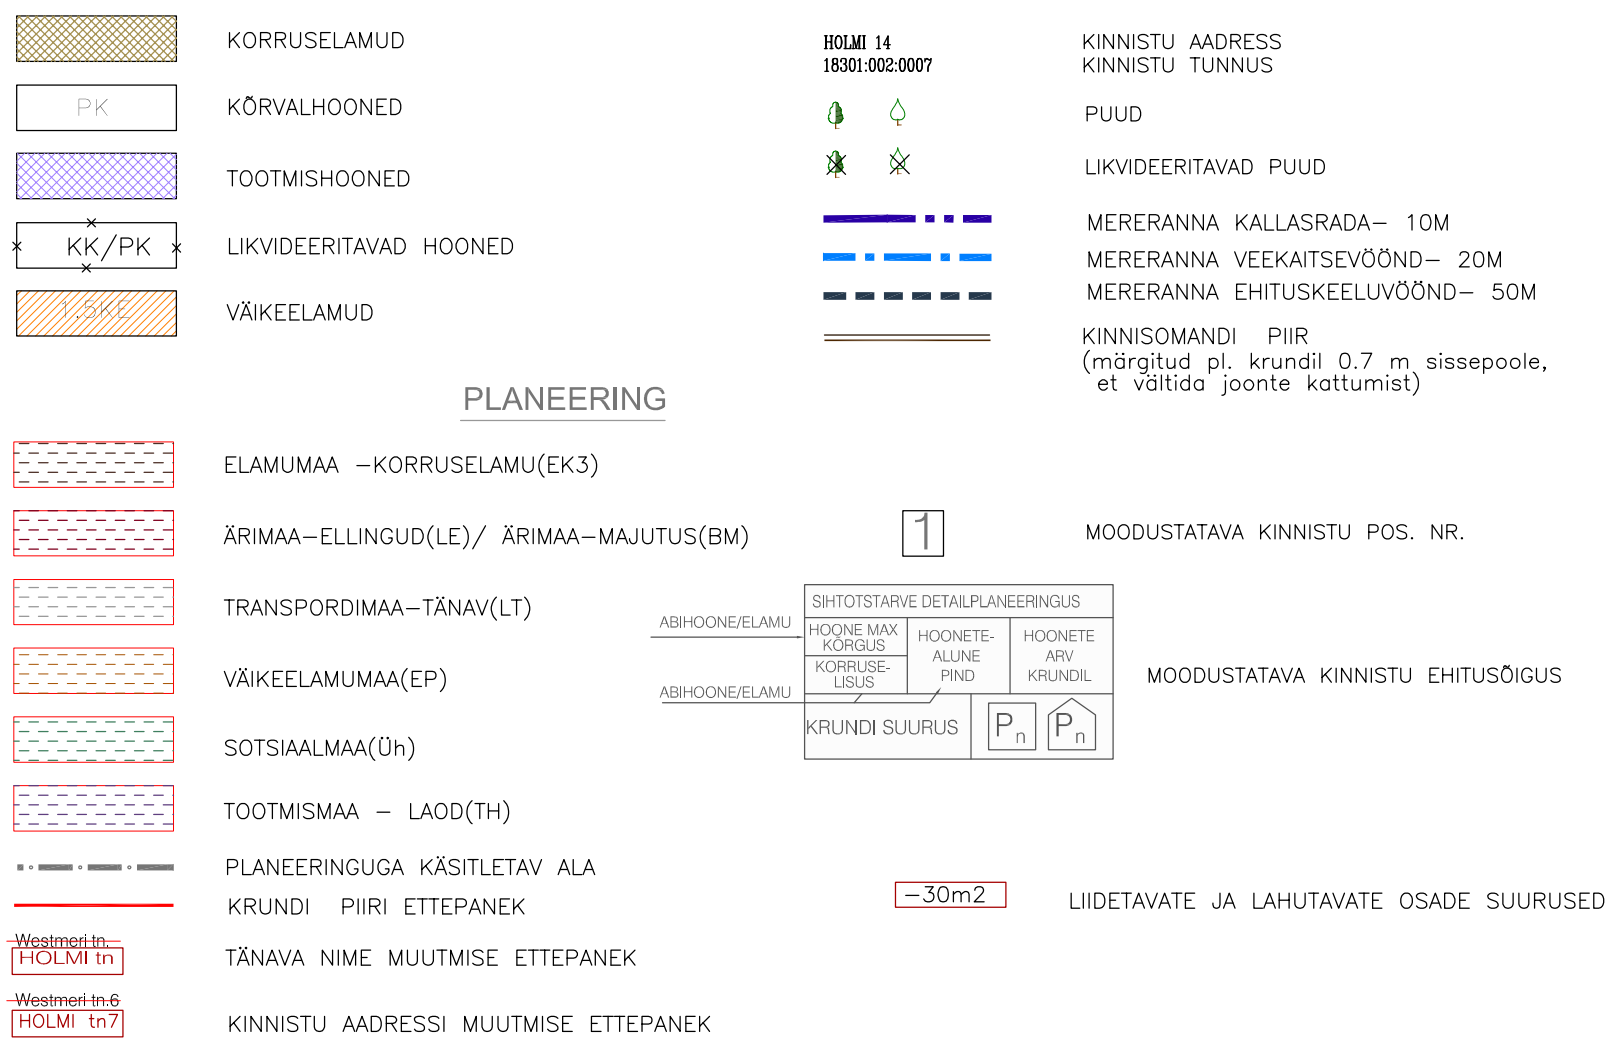 KORRUSELAMUD
PK
KÕRVALHOONED
TOOTMISHOONED
KK/PK
LIKVIDEERITAVAD HOONED
1.5KE
VÄIKEELAMUD
HOLMI 14
18301:002:0007
KINNISTU AADRESS
KINNISTU TUNNUS
PUUD
LIKVIDEERITAVAD PUUD
MERERANNA KALLASRADA- 10M
MERERANNA VEEKAITSEVÖÖND- 20M
MERERANNA EHITUSKEELUVÖÖND- 50M
KINNISOMANDI PIIR
(märgitud pl. krundil 0.7 m sissepoole,
et vältida joonte kattumist)
PLANEERING
ELAMUMAA -KORRUSELAMU(EK3)
ÄRIMAA-ELLINGUD(LE)/ ÄRIMAA-MAJUTUS(BM)
TRANSPORDIMAA-TÄNAV(LT)
VÄIKEELAMUMAA(EP)
SOTSIAALMAA(Üh)
TOOTMISMAA - LAOD(TH)
PLANEERINGUGA KÄSITLETAV ALA
KRUNDI PIIRI ETTEPANEK
Westmeri tn.
HOLMI tn
TÄNAVA NIME MUUTMISE ETTEPANEK
Westmeri tn.6
HOLMI tn7
KINNISTU AADRESSI MUUTMISE ETTEPANEK
1
MOODUSTATAVA KINNISTU POS. NR.
SIHTOTSTARVE DETAILPLANEERINGUS
ABIHOONE/ELAMU
HOONE MAX
KÕRGUS
KORRUSE-
LISUS
HOONETE-
ALUNE
PIND
HOONETE
ARV
KRUNDIL
ABIHOONE/ELAMU
KRUNDI SUURUS
Pn
Pn
MOODUSTATAVA KINNISTU EHITUSÕIGUS
-30m2
LIIDETAVATE JA LAHUTAVATE OSADE SUURUSED